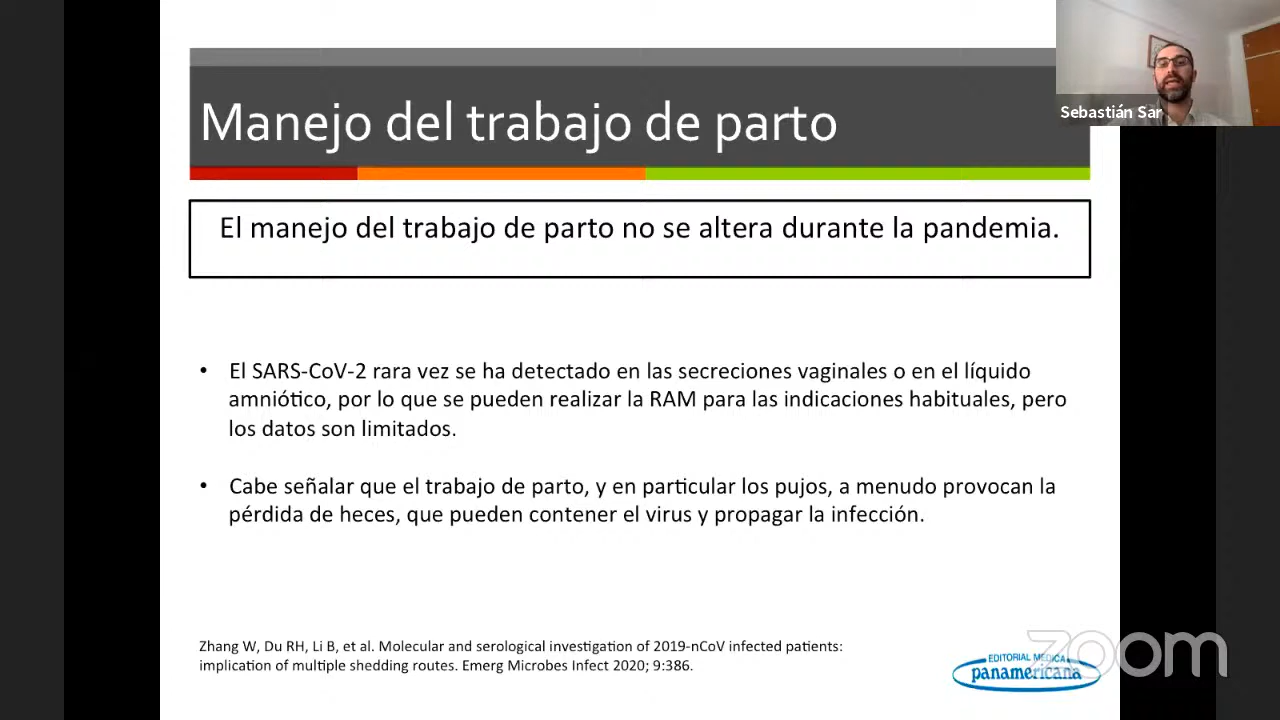 Manejo del trabajo de parto
Sebastián Sar
El manejo del trabajo de parto no se altera durante la pandemia.
• El SARS-CoV-2 rara vez se ha detectado en las secreciones vaginales o en el líquido
amniótico, por lo que se pueden realizar la RAM para las indicaciones habituales, pero
los datos son limitados.
• Cabe señalar que el trabajo de parto, y en particular los pujos, a menudo provocan la
pérdida de heces, que pueden contener el virus y propagar la infección.
Zhang W, Du RH, Li B, et al. Molecular and serological investigation of 2019-nCoV infected patients:
implication of multiple shedding routes. Emerg Microbes Infect 2020; 9:386.
EDITORIAL MEDICA
panamericana
zoom